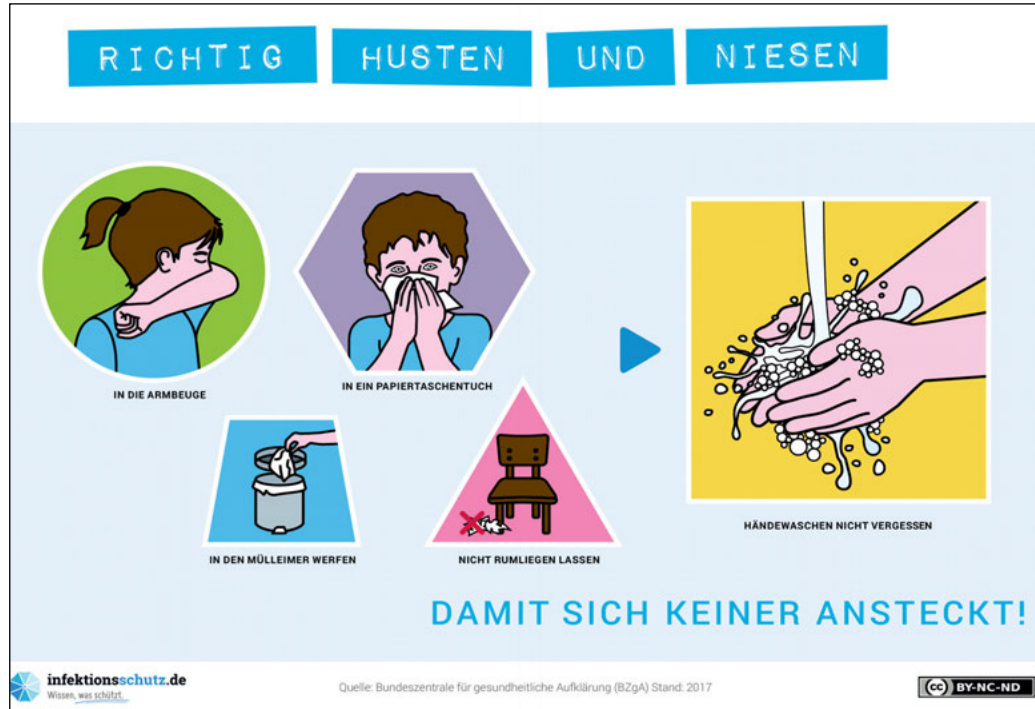 RICHTIG HUSTEN UND NIESEN
IN DIE ARMBEUGE
IN EIN PAPIERTASCHENTUCH
IN DEN MÜLLEIMER WERFEN
NICHT RUMLIEGEN LASSEN
HÄNDEWASCHEN NICHT VERGESSEN
DAMIT SICH KEINER ANSTECKT!
infektionsschutz.de
Wissen, was schützt.
Quelle: Bundeszentrale für gesundheitliche Aufklärung (BZgA) Stand: 2017
cc BY-NC-ND